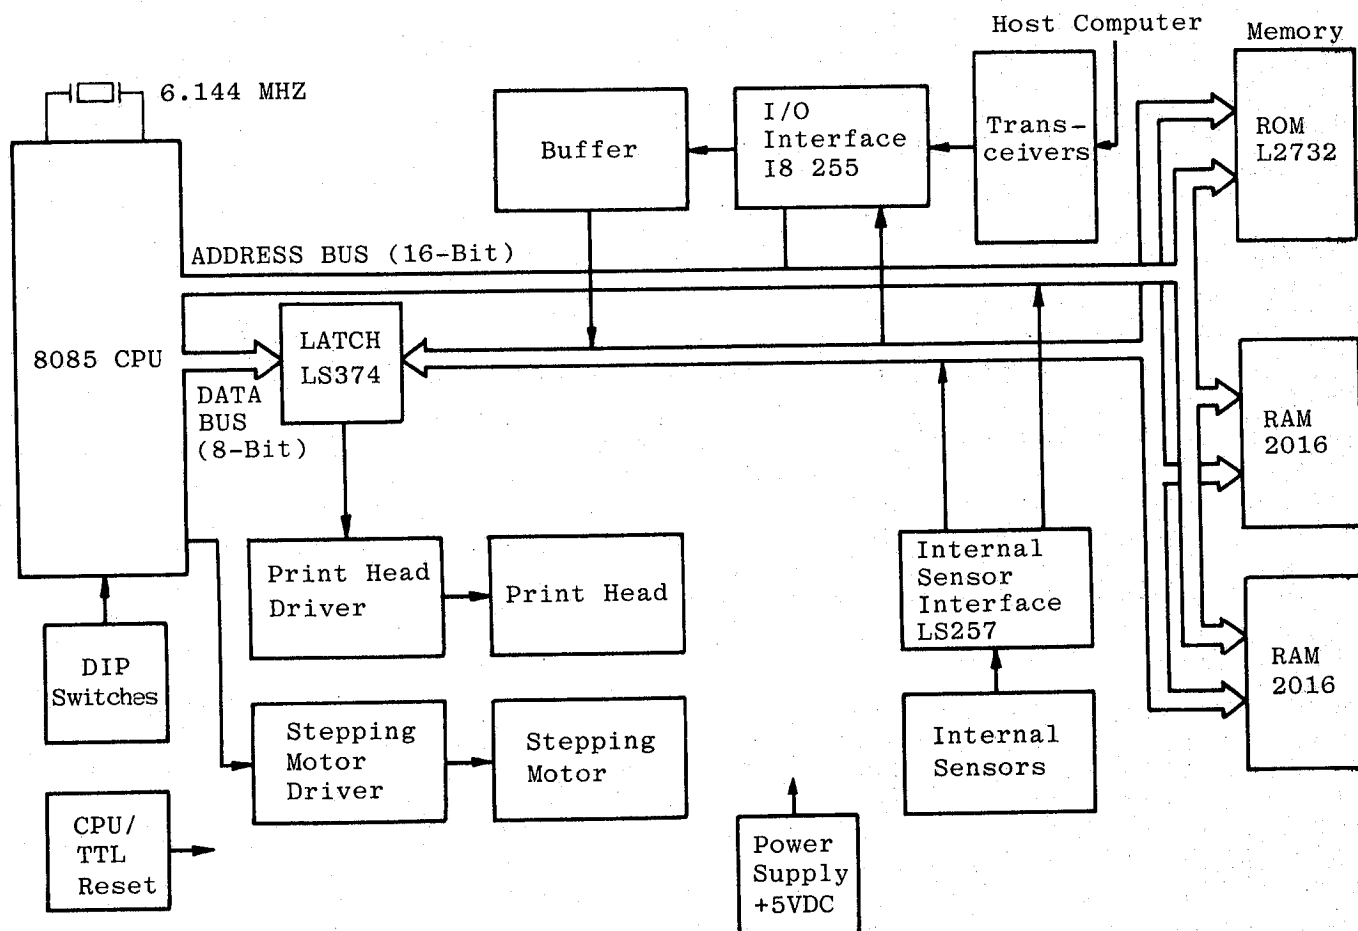 Host Computer
Memory
6.144 MHZ
I/O
Interface
I8 255
Trans-
ceivers
Buffer
ROM
L2732
ADDRESS BUS (16-Bit)
8085 CPU
LATCH
LS374
DATA
BUS
(8-Bit)
RAM
2016
Print Head
Driver
Print Head
Internal
Sensor
Interface
LS257
RAM
2016
DIP
Switches
Stepping
Motor
Driver
Stepping
Motor
Internal
Sensors
CPU/
TTL
Reset
Power
Supply
+5VDC